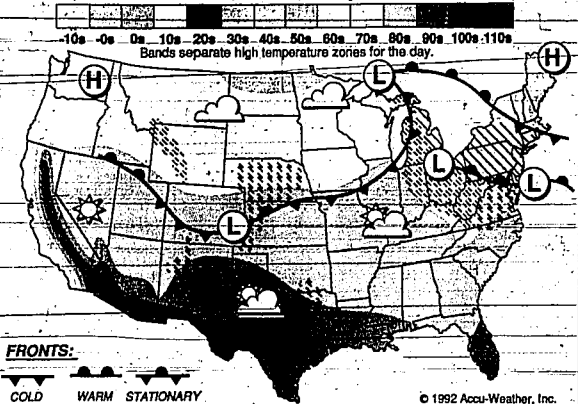 -10s -0s 0s 10s 20s 30s 40s 50s 60s 70s 80s 90s 100s 110s
Bands separate high temperature zones for the day.
H
L
H
L
L
L
FRONTS:
COLD WARM STATIONARY
© 1992 Accu-Weather, Inc.